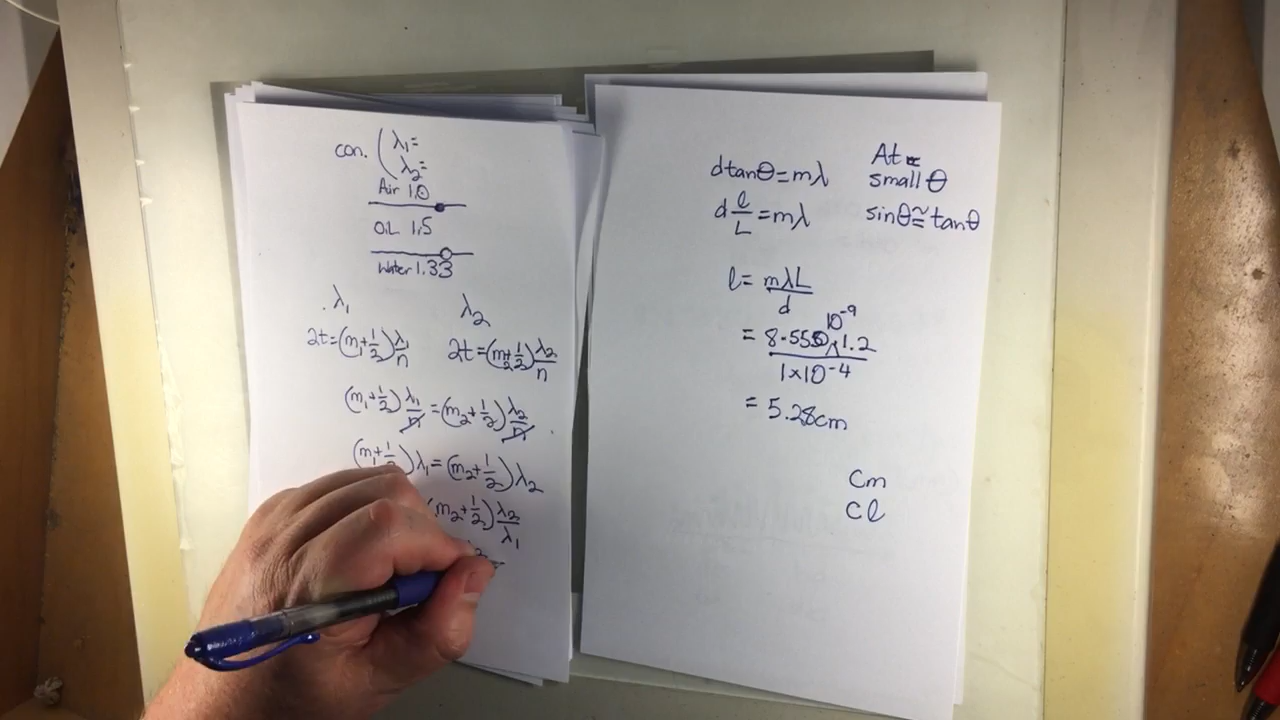 con. (λ₁=
λ₂=
Air 1.0
OIL 1.5
Water 1.33
λ₁ λ₂
2t=(m₁+1/2)λ₁/n 2t=(m₂+1/2)λ₂/n
(m₁+1/2)λ₁/n=(m₂+1/2)λ₂/n
(m₁+1/2)λ₁=(m₂+1/2)λ₂
(m₂+1/2)λ₂/λ₁
dtanθ=mλ
d l/L=mλ
l= mλL/d
= 8.550 10⁻⁹ 1.2 / 1x10⁻⁴
= 5.28cm
At
small θ
sinθ≅tanθ
Cm
Cl